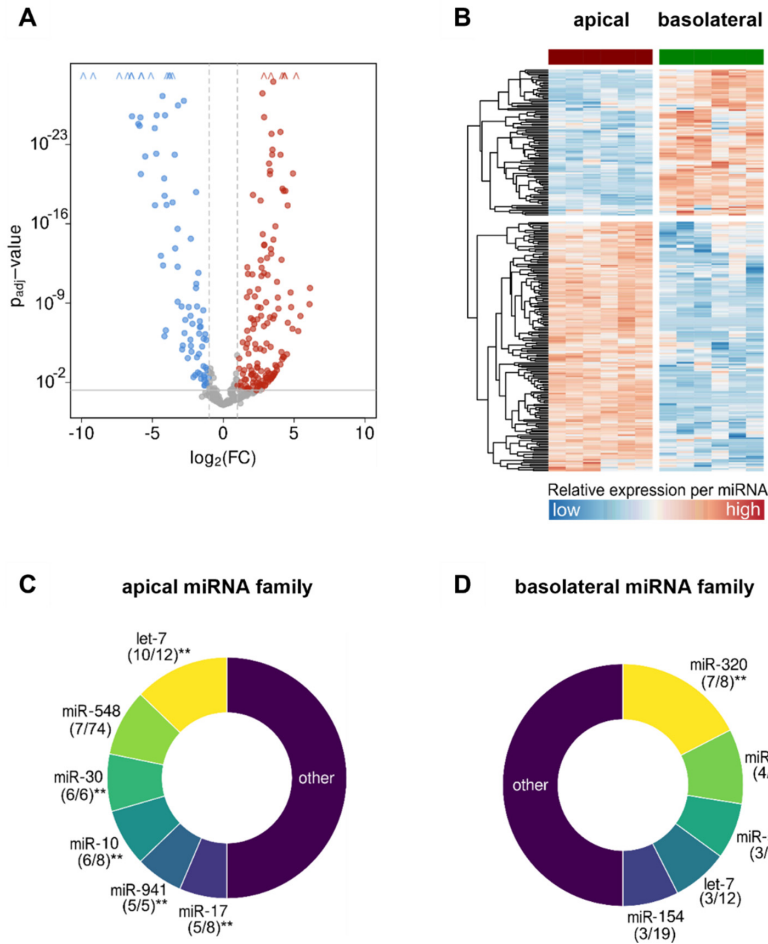 A
10-23
10-16
10-9
10-2
padj-value
-10 -5 0 5 10
log2(FC)
B
apical basolateral
Relative expression per miRNA
low high
C
apical miRNA family
let-7
(10/12)**
miR-548
(7/74)
miR-30
(6/6)**
miR-10
(6/8)**
miR-941
(5/5)**
miR-17
(5/8)**
other
D
basolateral miRNA family
miR-320
(7/8)**
let-7
(3/12)
miR-154
(3/19)
other